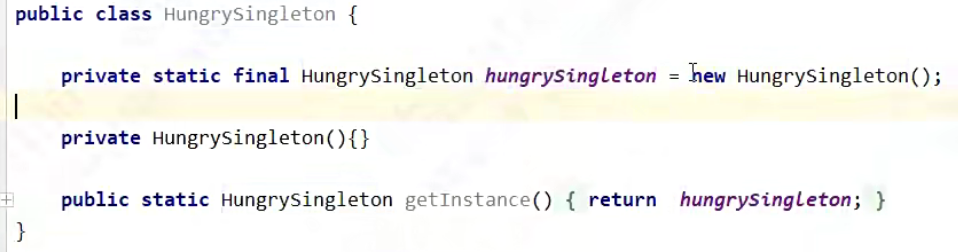 public class HungrySingleton {
private static final HungrySingleton hungrySingleton = new HungrySingleton();
private HungrySingleton(){}
public static HungrySingleton getInstance() { return hungrySingleton; }
}